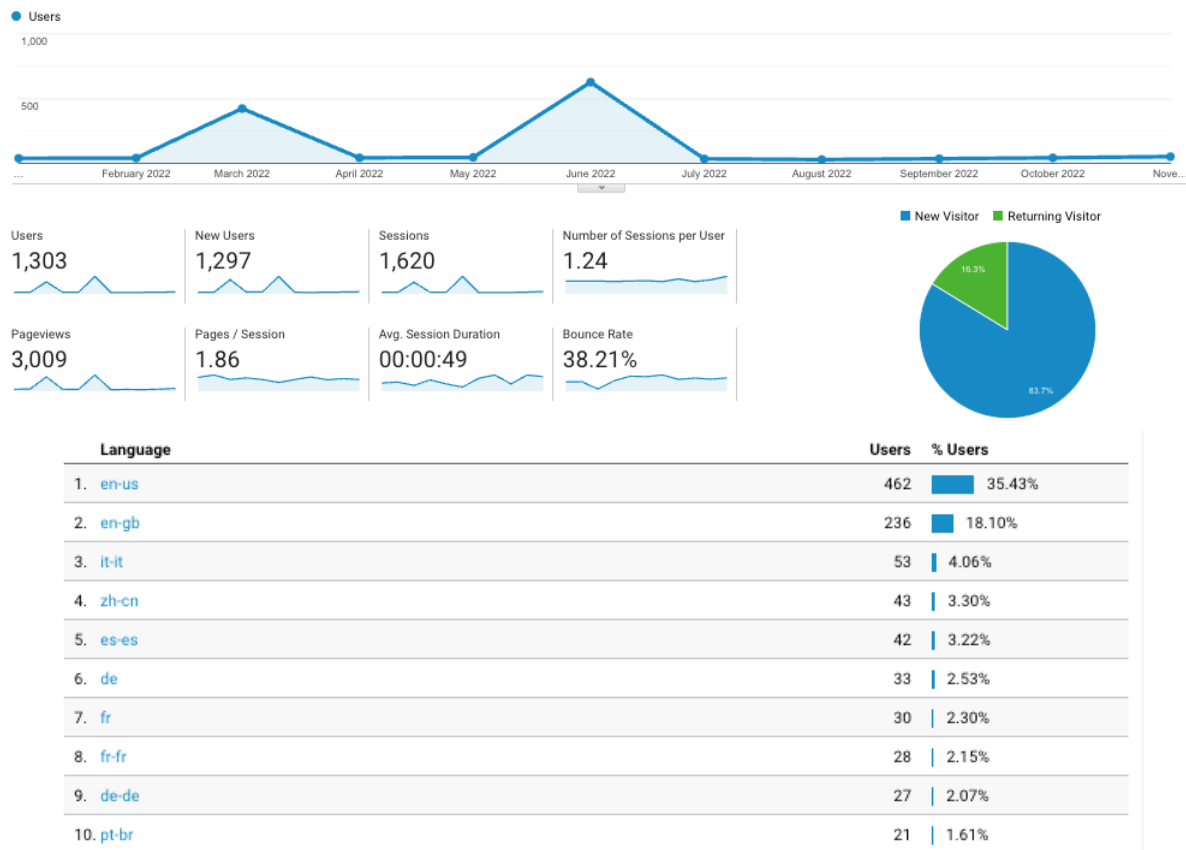 Users
1,000
500
... February 2022 March 2022 April 2022 May 2022 June 2022 July 2022 August 2022 September 2022 October 2022 Nove...
New Visitor Returning Visitor
Users New Users Sessions Number of Sessions per User
1,303 1,297 1,620 1.24
16.3%
Pageviews Pages / Session Avg. Session Duration Bounce Rate
3,009 1.86 00:00:49 38.21%
83.7%
Language Users % Users
1. en-us 462 35.43%
2. en-gb 236 18.10%
3. it-it 53 4.06%
4. zh-cn 43 3.30%
5. es-es 42 3.22%
6. de 33 2.53%
7. fr 30 2.30%
8. fr-fr 28 2.15%
9. de-de 27 2.07%
10. pt-br 21 1.61%